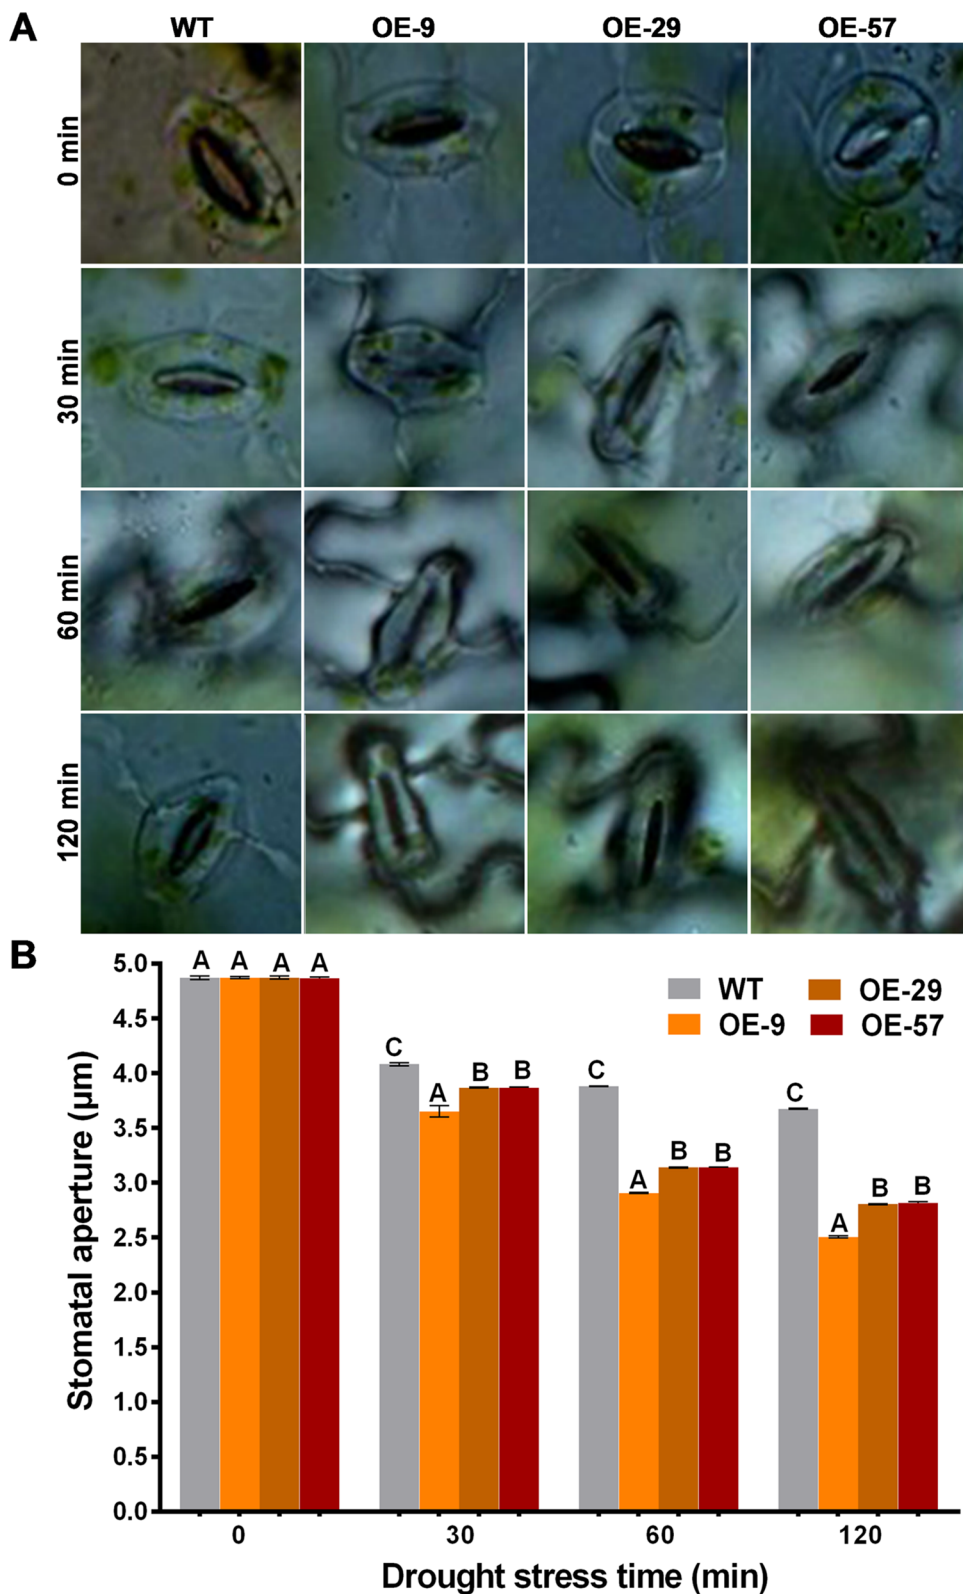 A
WT OE-9 OE-29 OE-57
0 min
30 min
60 min
120 min
B
Stomatal aperture (µm)
5.0
4.5
4.0
3.5
3.0
2.5
2.0
1.5
1.0
0.5
0.0
A A A A
C A B B
C A B B
C A B B
WT OE-29
OE-9 OE-57
0 30 60 120
Drought stress time (min)